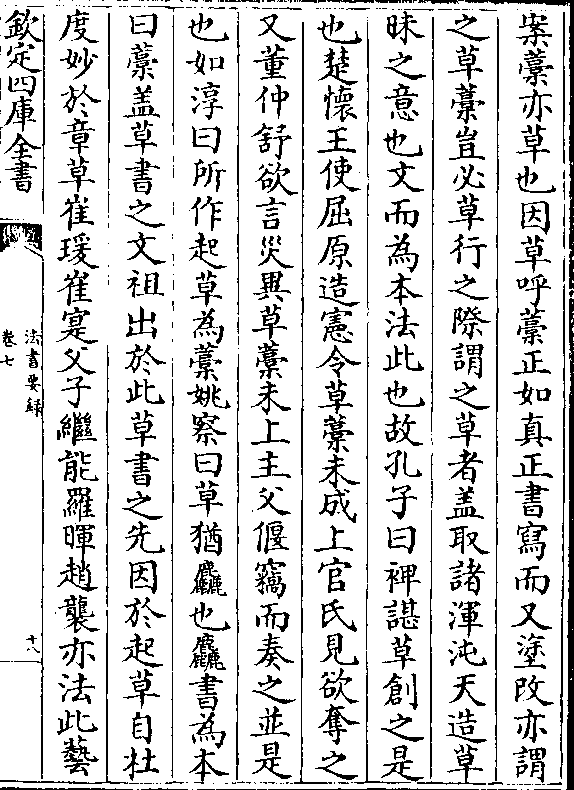 案藁亦草也因草呼藁正如真正書寫而又塗改亦謂
之草藁豈必草行之際謂之草者盖取諸渾沌天造草
昧之意也文而為本法此也故孔子曰裨諶草創之是
也楚懷王使屈原造憲令草藁未成上官氏見欲奪之
又董仲舒欲言災異草藁未上主父偃竊而奏之並是
也如淳曰所作起草為藁姚察曰草猶麤也麤書為本
曰藁盖草書之文祖出於此草書之先因於起草自杜
度妙於章草崔瑗崔寔父子繼能羅暉趙襲亦法此藝
欽定四庫全書
法書要録
卷七
十八